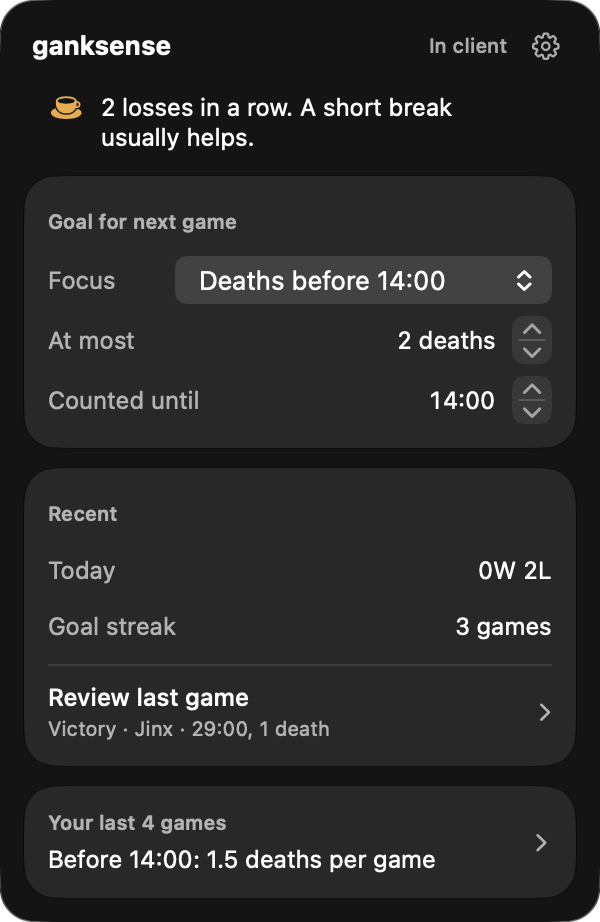 ganksense
In client
2 losses in a row. A short break
usually helps.
Goal for next game
Focus
Deaths before 14:00
At most
2 deaths
Counted until
14:00
Recent
Today
0W 2L
Goal streak
3 games
Review last game
Victory · Jinx · 29:00, 1 death
Your last 4 games
Before 14:00: 1.5 deaths per game